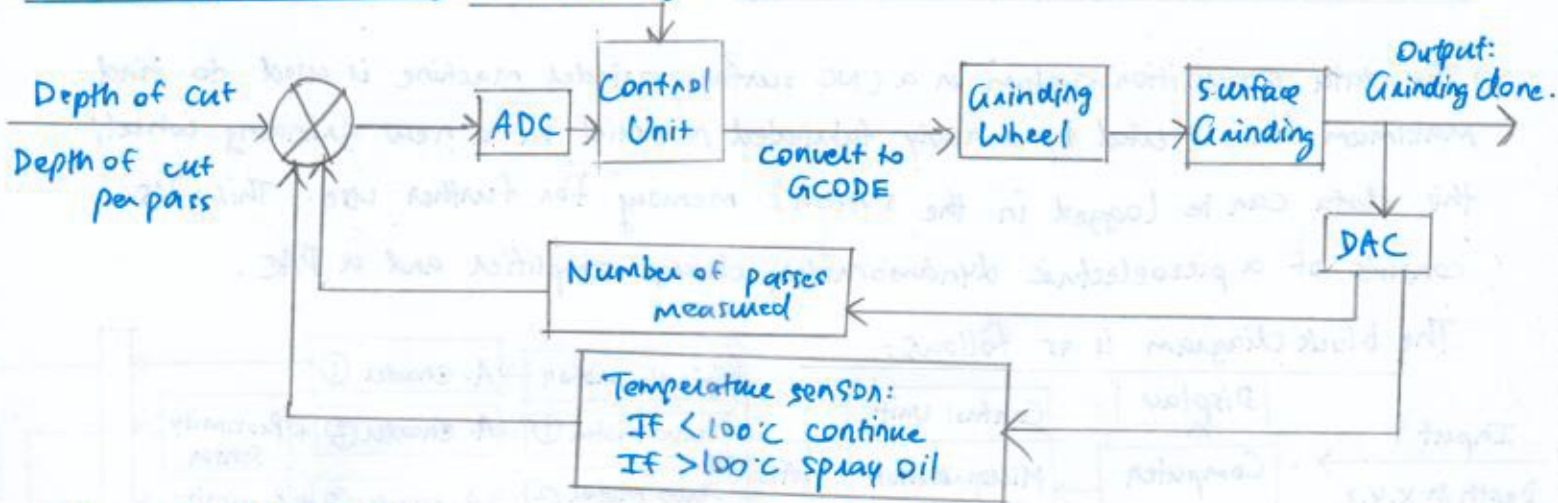 Depth of cut
Depth of cut
per pass
ADC
Control
Unit
Convert to
GCODE
Grinding
Wheel
Surface
Grinding
Output:
Grinding done.
DAC
Number of passes
measured
Temperature sensor:
If < 100°C continue
If > 100°C spray oil